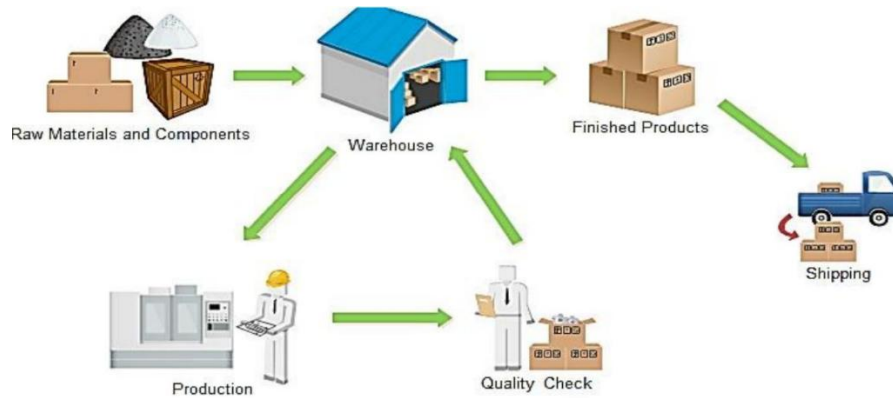 Raw Materials and Components
Warehouse
Finished Products
Shipping
Production
Quality Check